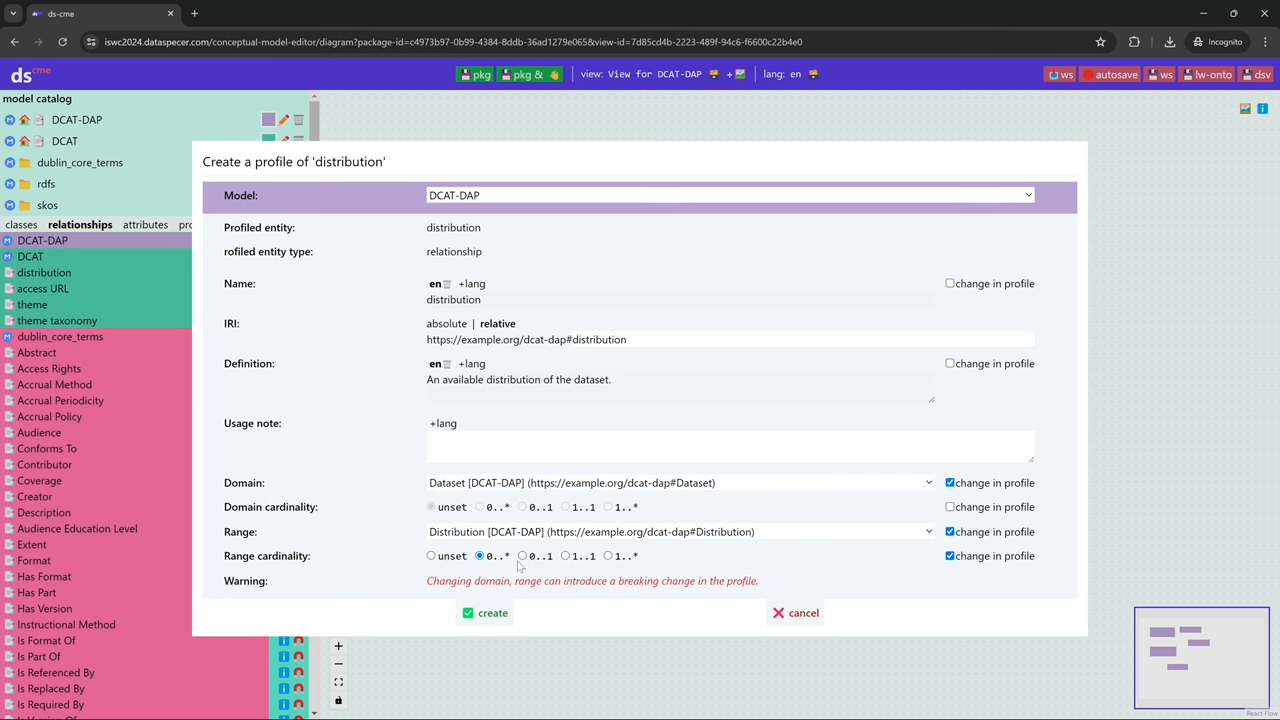 ds-cme
iswc2024.dataspecer.com/conceptual-model-editor/diagram?package-id=c4973b97-0b99-4384-8ddb-36ad1279e065&view-id=7d85cd4b-2223-489f-94c6-f6600c22b4e0
Incognito
ds cme
pkg
pkg &
view: View for DCAT-DAP
lang: en
ws
autosave
ws
lw-onto
dsv
model catalog
M DCAT-DAP
M DCAT
M dublin_core_terms
M rdfs
M skos
classes relationships attributes pro
M DCAT-DAP
M DCAT
distribution
access URL
theme
theme taxonomy
M dublin_core_terms
Abstract
Access Rights
Accrual Method
Accrual Periodicity
Accrual Policy
Audience
Conforms To
Contributor
Coverage
Creator
Description
Audience Education Level
Extent
Format
Has Format
Has Part
Has Version
Instructional Method
Is Format Of
Is Part Of
Is Referenced By
Is Replaced By
Is Required By
Is Version Of
Create a profile of 'distribution'
Model: DCAT-DAP
Profiled entity: distribution
rofiled entity type: relationship
Name: en +lang change in profile
distribution
IRI: absolute | relative
https://example.org/dcat-dap#distribution
Definition: en +lang change in profile
An available distribution of the dataset.
Usage note: +lang
Domain: Dataset [DCAT-DAP] (https://example.org/dcat-dap#Dataset) change in profile
Domain cardinality: unset 0..* 0..1 1..1 1..* change in profile
Range: Distribution [DCAT-DAP] (https://example.org/dcat-dap#Distribution) change in profile
Range cardinality: unset 0..* 0..1 1..1 1..* change in profile
Warning: Changing domain, range can introduce a breaking change in the profile.
create
cancel
React Flow